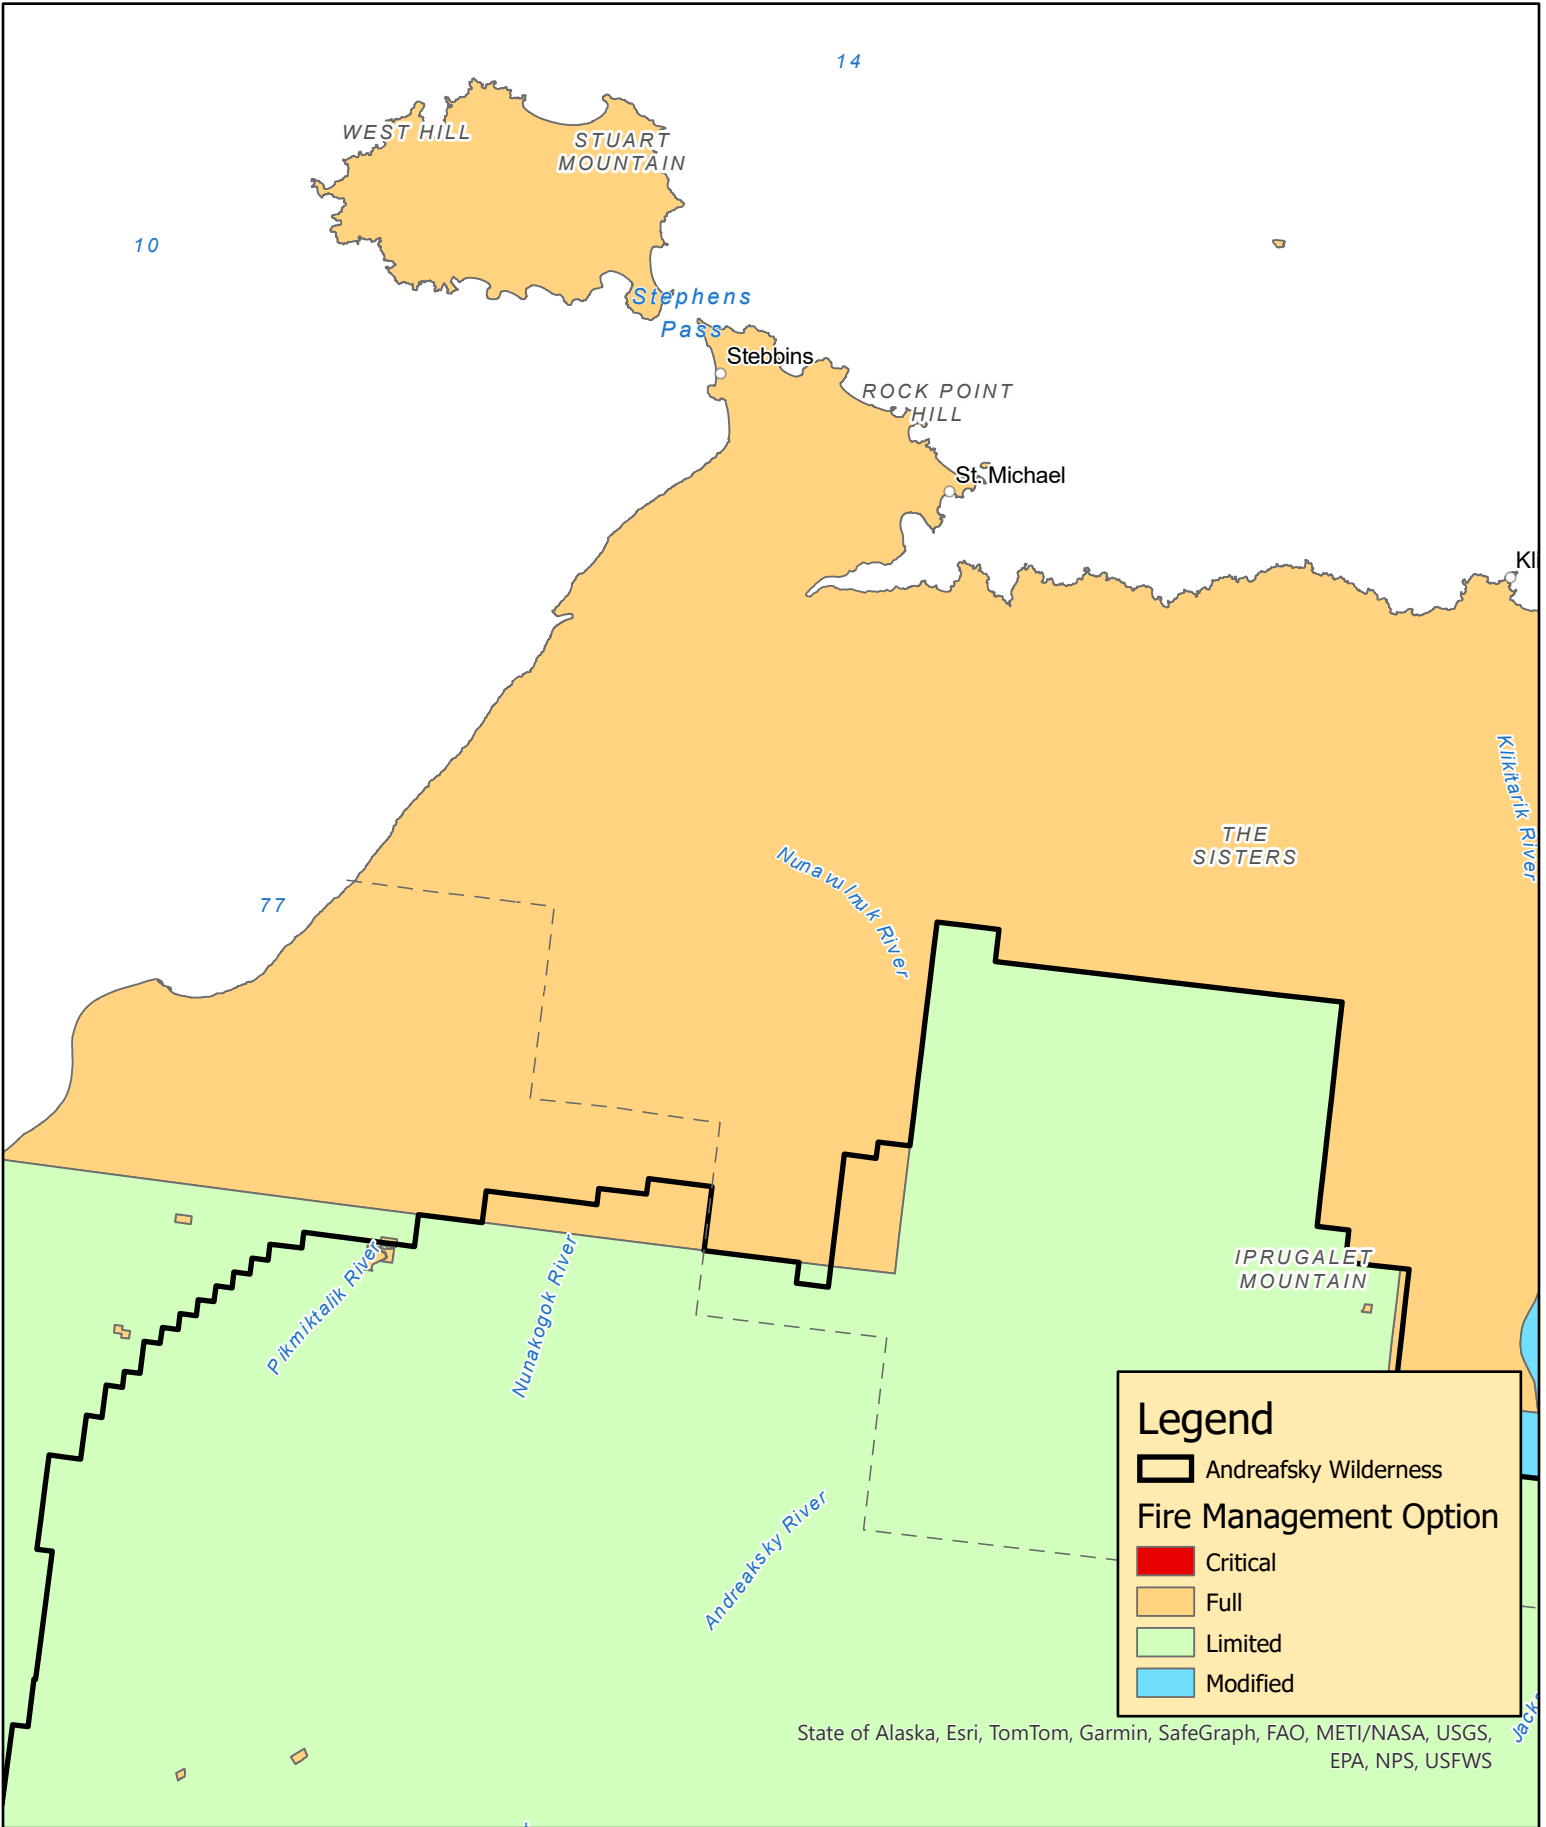 14
WEST HILL
STUART
MOUNTAIN
10
Stephens
Pass
Stebbins
ROCK POINT
HILL
St. Michael
Kli
Klikitarik River
THE
SISTERS
Nunavulnuk River
77
IPRUGALET
MOUNTAIN
Pikmiktalik River
Nunakogok River
Andreaksky River
Legend
Andreafsky Wilderness
Fire Management Option
Critical
Full
Limited
Modified
Jacks
State of Alaska, Esri, TomTom, Garmin, SafeGraph, FAO, METI/NASA, USGS,
EPA, NPS, USFWS